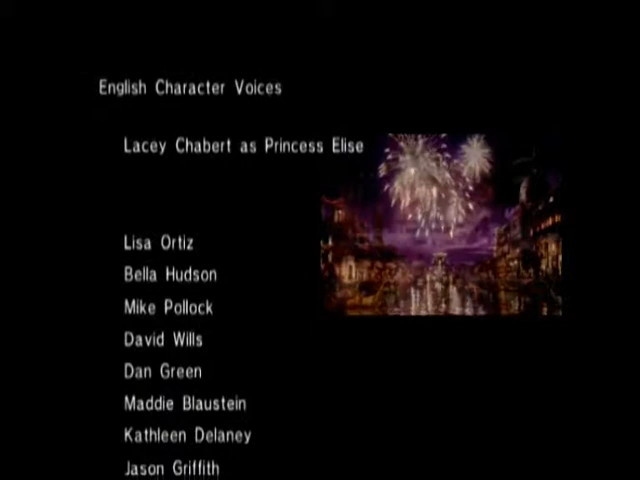 English Character Voices
Lacey Chabert as Princess Elise
Lisa Ortiz
Bella Hudson
Mike Pollock
David Wills
Dan Green
Maddie Blaustein
Kathleen Delaney
Jason Griffith